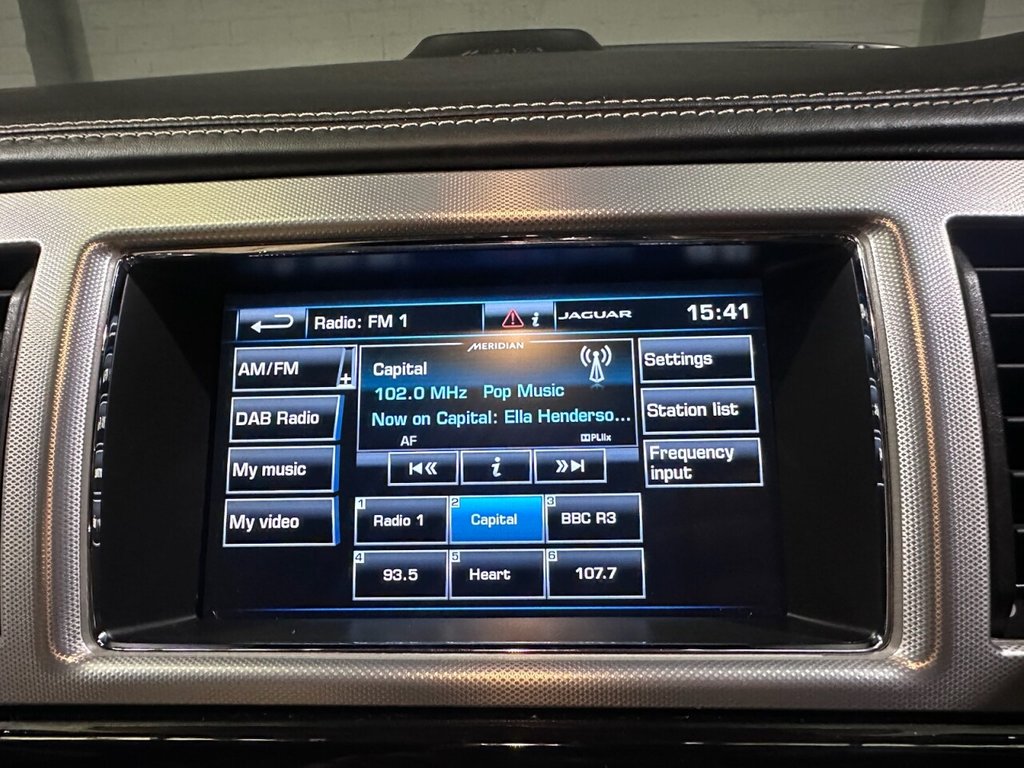 Radio: FM 1
i
JAGUAR
15:41
AM/FM
+
DAB Radio
My music
My video
MERIDIAN
Capital
102.0 MHz Pop Music
Now on Capital: Ella Henderso...
AF
PLIIx
i
Settings
Station list
Frequency
input
1 Radio 1
2 Capital
3 BBC R3
4 93.5
5 Heart
6 107.7